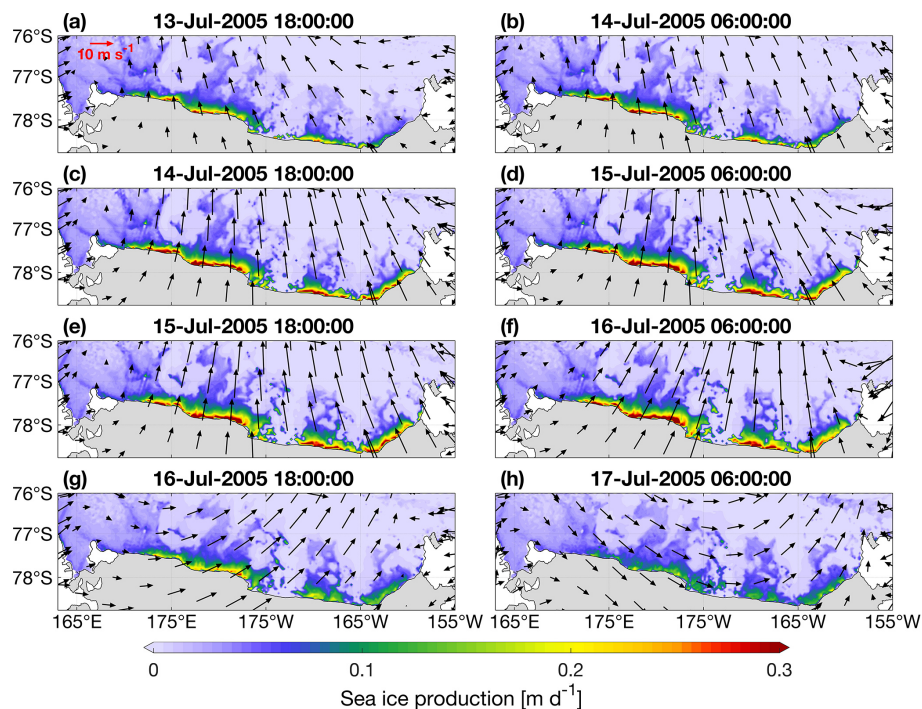 (a) 13-Jul-2005 18:00:00
(b) 14-Jul-2005 06:00:00
76°S
77°S
78°S
10 m s⁻¹
(c) 14-Jul-2005 18:00:00
(d) 15-Jul-2005 06:00:00
76°S
77°S
78°S
(e) 15-Jul-2005 18:00:00
(f) 16-Jul-2005 06:00:00
76°S
77°S
78°S
(g) 16-Jul-2005 18:00:00
(h) 17-Jul-2005 06:00:00
76°S
77°S
78°S
165°E 175°E 175°W 165°W
165°E 175°E 175°W 165°W 155°W
0 0.1 0.2 0.3
Sea ice production [m d⁻¹]